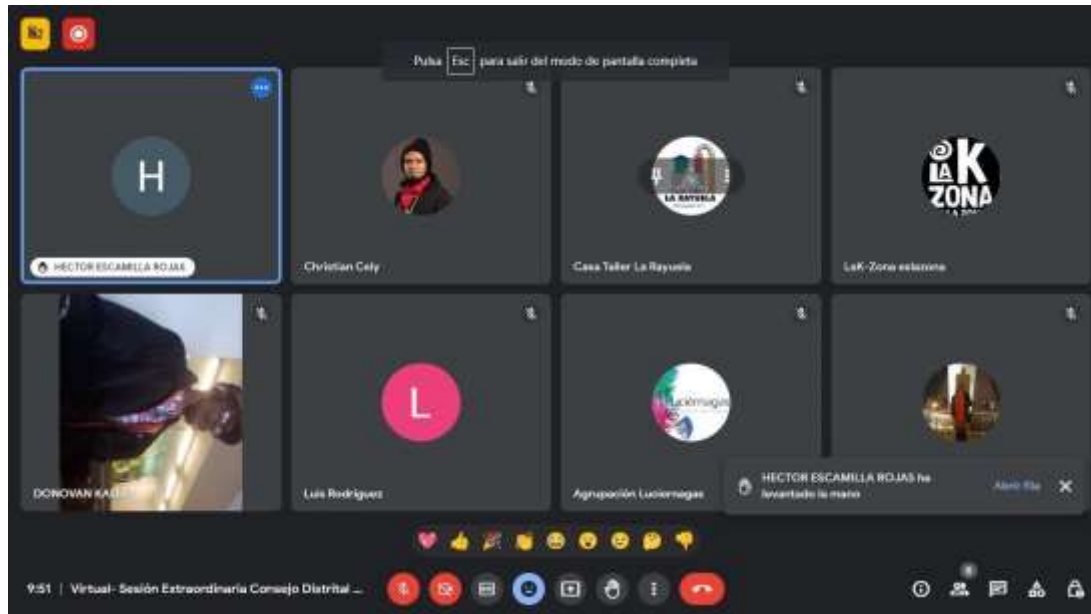 Pulsa Esc para salir del modo de pantalla completa
H
HECTOR ESCAMILLA ROJAS
Christian Cely
LA RAYUELA
Casa Taller La Rayuela
LA K
ZONA
LaK-Zona estazona
DONOVAN
L
Luis Rodriguez
Luciérnagas
Agrupación Luciernagas
HECTOR ESCAMILLA ROJAS ha
levantado la mano
Abrir fila
9:51 | Virtual- Sesión Extraordinaria Consejo Distrital ...